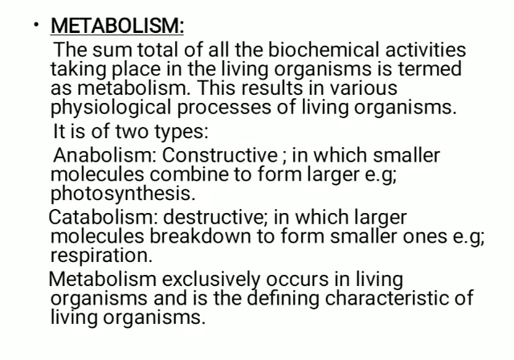 • METABOLISM:
The sum total of all the biochemical activities
taking place in the living organisms is termed
as metabolism. This results in various
physiological processes of living organisms.
It is of two types:
Anabolism: Constructive ; in which smaller
molecules combine to form larger e.g;
photosynthesis.
Catabolism: destructive; in which larger
molecules breakdown to form smaller ones e.g;
respiration.
Metabolism exclusively occurs in living
organisms and is the defining characteristic of
living organisms.